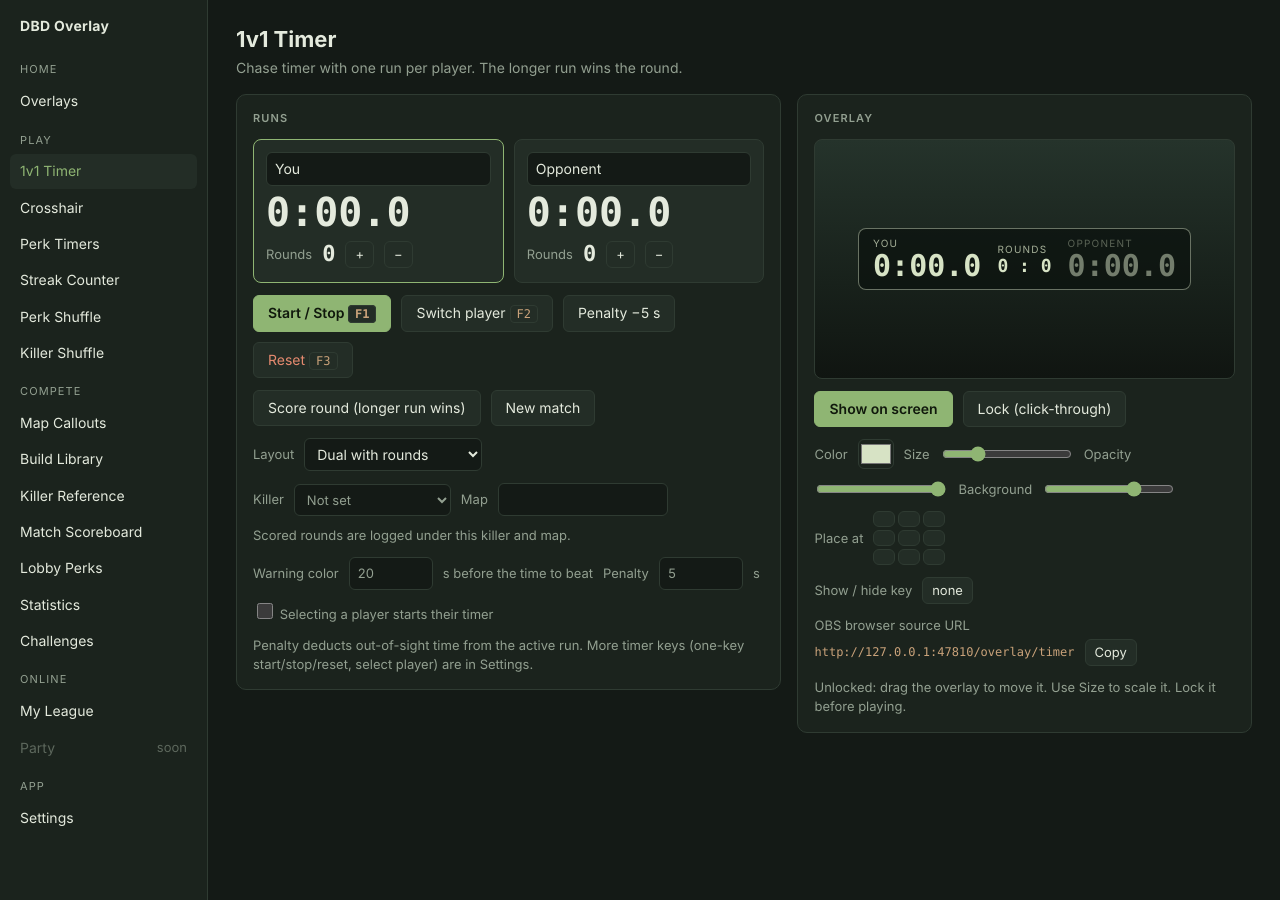 DBD Overlay
HOME
Overlays
PLAY
1v1 Timer
Crosshair
Perk Timers
Streak Counter
Perk Shuffle
Killer Shuffle
COMPETE
Map Callouts
Build Library
Killer Reference
Match Scoreboard
Lobby Perks
Statistics
Challenges
ONLINE
My League
Party soon
APP
Settings
1v1 Timer
Chase timer with one run per player. The longer run wins the round.
RUNS
You
0:00.0
Rounds 0 + −
Opponent
0:00.0
Rounds 0 + −
Start / Stop F1 Switch player F2 Penalty −5 s
Reset F3
Score round (longer run wins) New match
Layout Dual with rounds
Killer Not set Map
Scored rounds are logged under this killer and map.
Warning color 20 s before the time to beat Penalty 5 s
Selecting a player starts their timer
Penalty deducts out-of-sight time from the active run. More timer keys (one-key
start/stop/reset, select player) are in Settings.
OVERLAY
YOU
0:00.0
ROUNDS
0 : 0
OPPONENT
0:00.0
Show on screen Lock (click-through)
Color Size Opacity
Background
Place at
Show / hide key none
OBS browser source URL
http://127.0.0.1:47810/overlay/timer Copy
Unlocked: drag the overlay to move it. Use Size to scale it. Lock it
before playing.